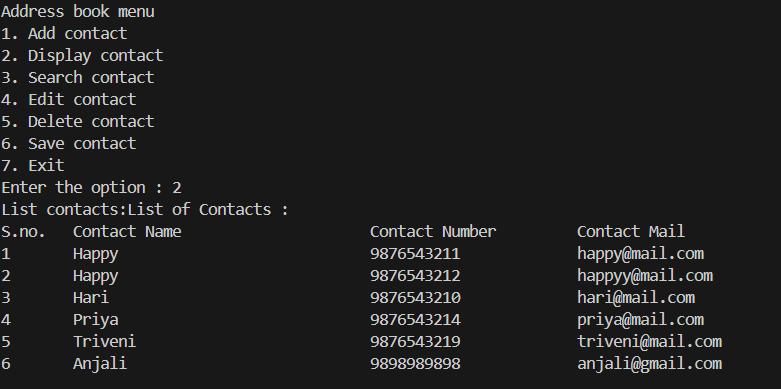 Address book menu
1. Add contact
2. Display contact
3. Search contact
4. Edit contact
5. Delete contact
6. Save contact
7. Exit
Enter the option : 2
List contacts:List of Contacts :
S.no. Contact Name Contact Number Contact Mail
1 Happy 9876543211 happy@mail.com
2 Happy 9876543212 happyy@mail.com
3 Hari 9876543210 hari@mail.com
4 Priya 9876543214 priya@mail.com
5 Triveni 9876543219 triveni@mail.com
6 Anjali 9898989898 anjali@gmail.com